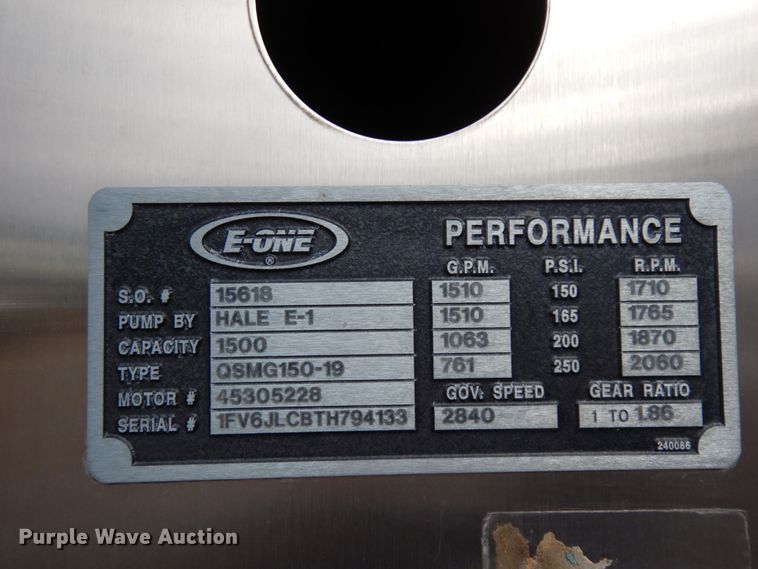 E-ONE
®
PERFORMANCE
G.P.M. P.S.I. R.P.M.
S.O. # 15618 1510 150 1710
PUMP BY HALE E-1 1510 165 1765
CAPACITY 1500 1063 200 1870
TYPE QSMG150-19 761 250 2060
MOTOR # 45305228 GOV. SPEED GEAR RATIO
SERIAL # 1FV6JLCBTH794133 2840 1 TO 1.86
240086
Purple Wave Auction